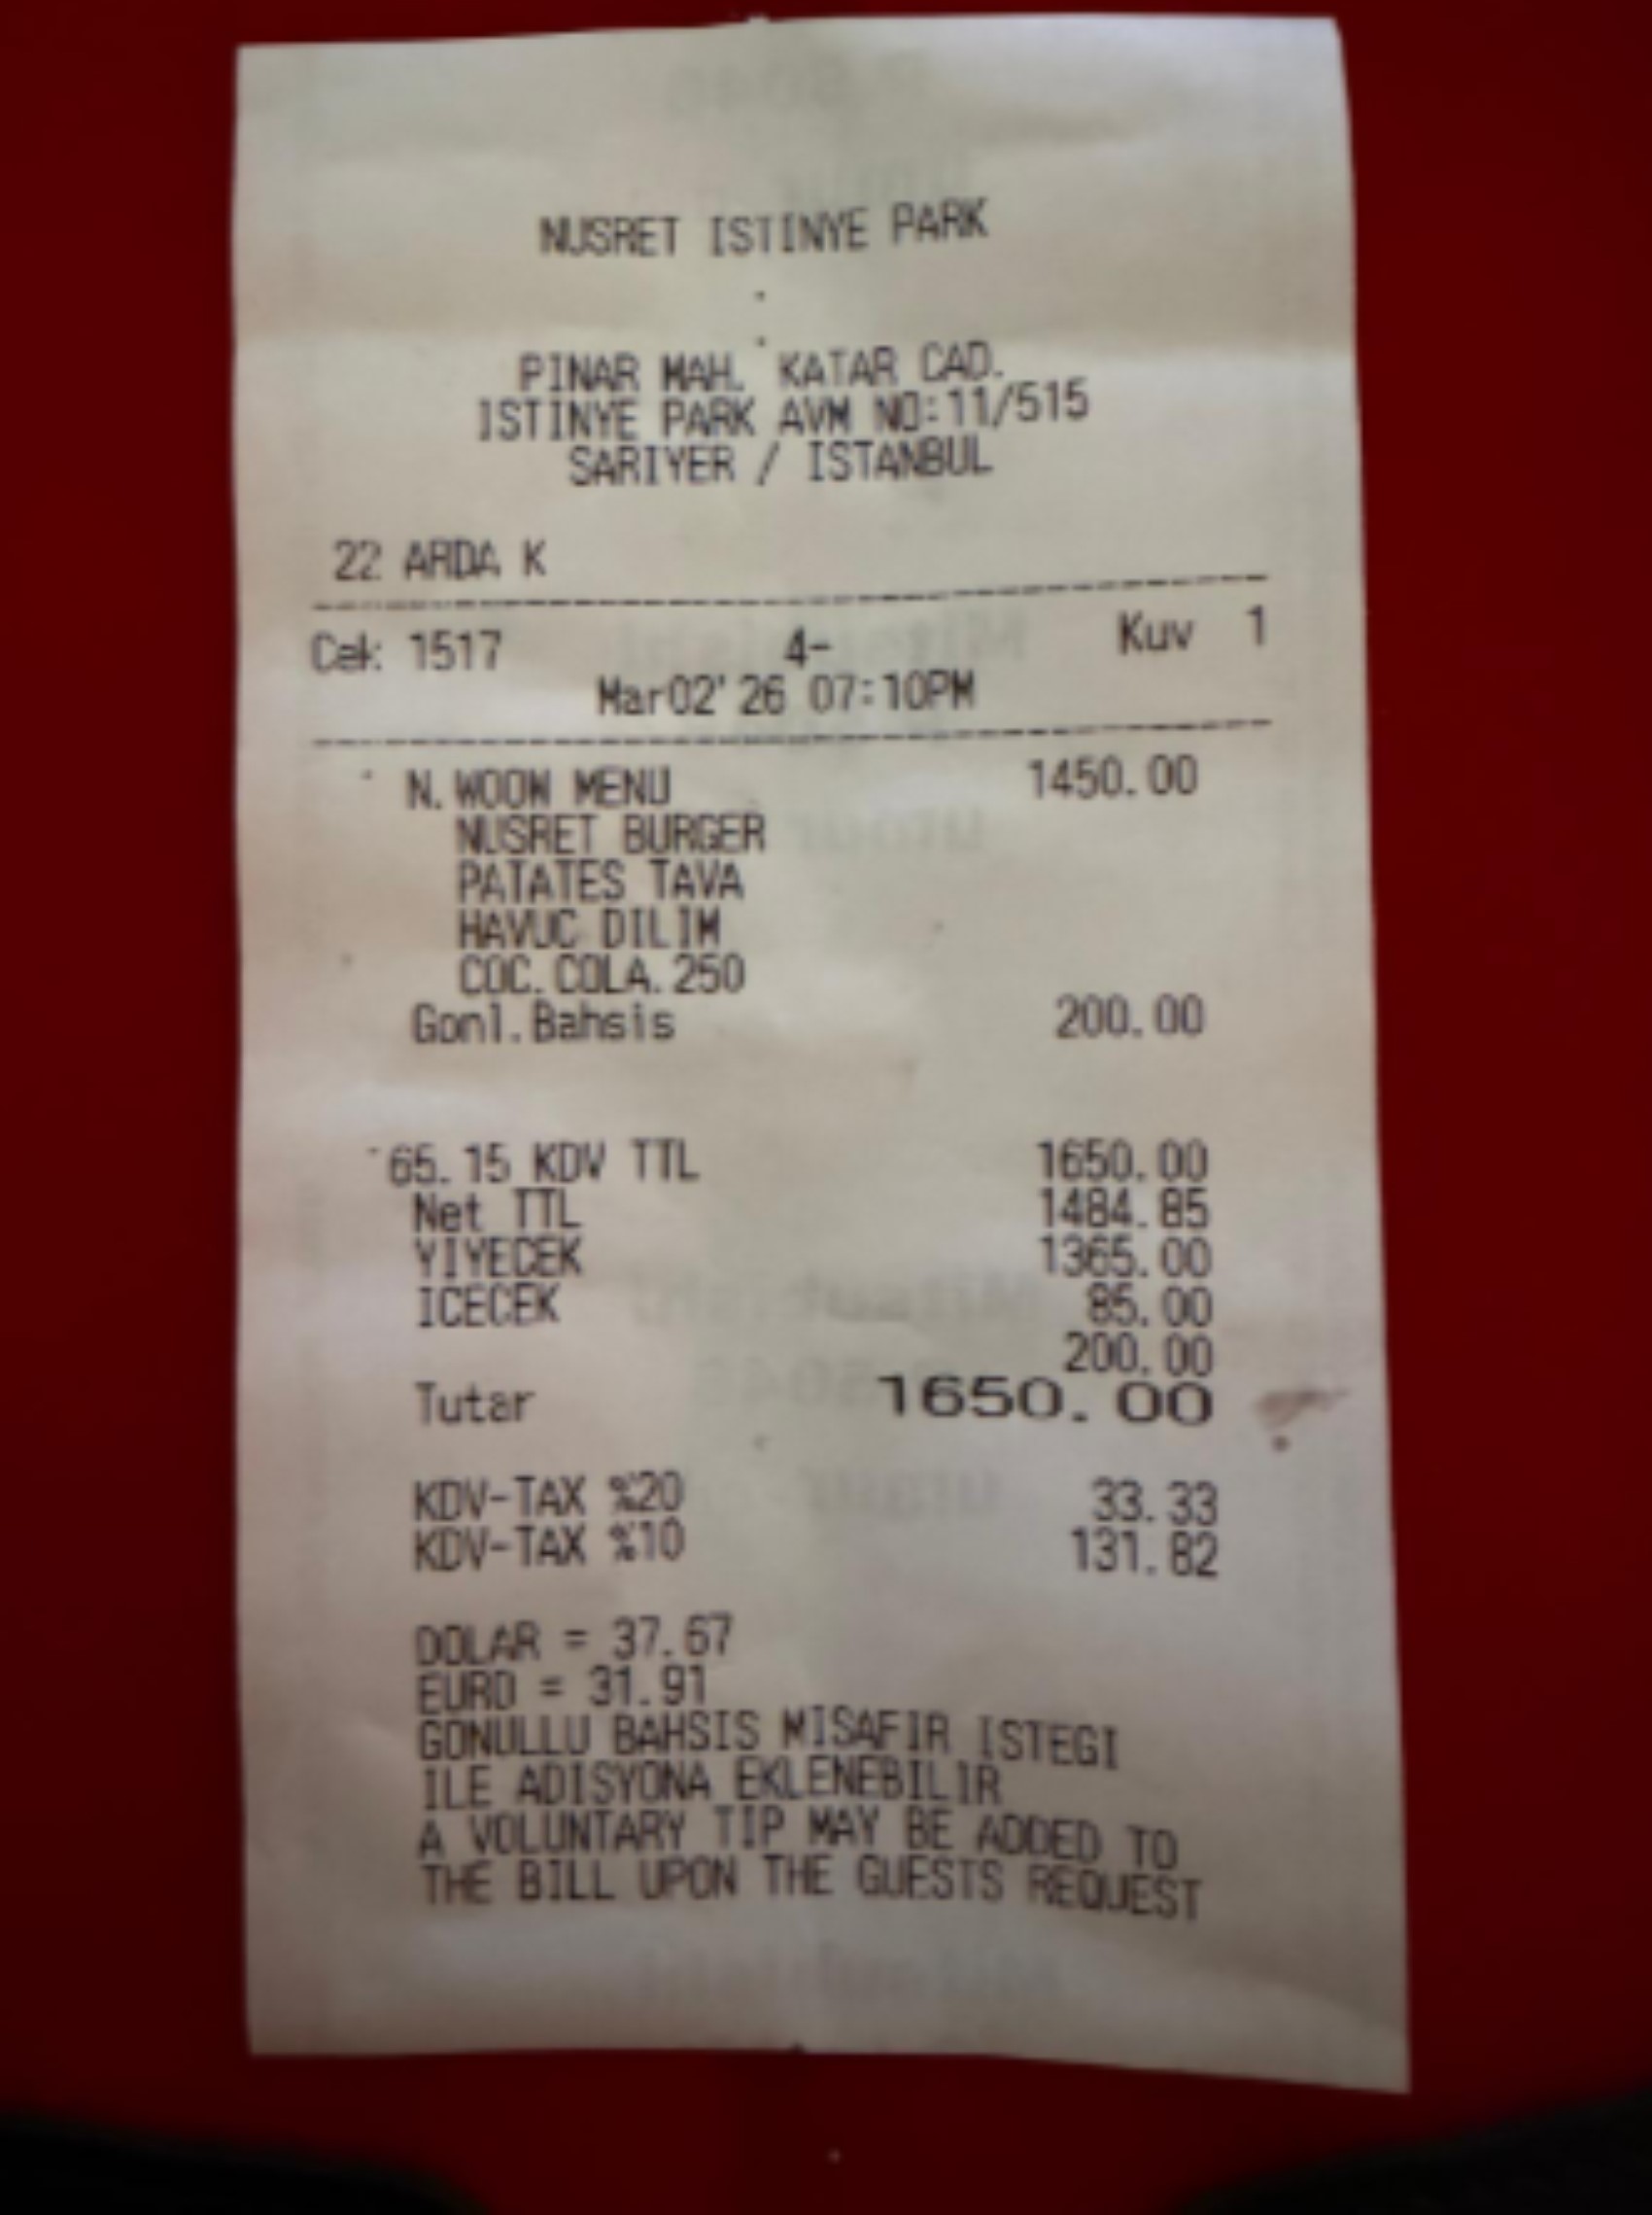 NUSRET ISTINYE PARK
.
.
PINAR MAH. KATAR CAD.
ISTINYE PARK AVM NO:11/515
SARIYER / ISTANBUL
22 ARDA K
Cek 1517 4- Kuv 1
Mar02'26 07:10PM
N.WOOW MENU 1450.00
NUSRET BURGER
PATATES TAVA
HAVUC DILIM
COC.COLA.250
Gonl.Bahsis 200.00
65.15 KDV TTL 1650.00
Net TTL 1484.85
YIYECEK 1365.00
ICECEK 85.00
200.00
Tutar 1650.00
KDV-TAX %20 33.33
KDV-TAX %10 131.82
DOLAR = 37.67
EURO = 31.91
GONULLU BAHSIS MISAFIR ISTEGI
ILE ADISYONA EKLENEBILIR
A VOLUNTARY TIP MAY BE ADDED TO
THE BILL UPON THE GUESTS REQUEST